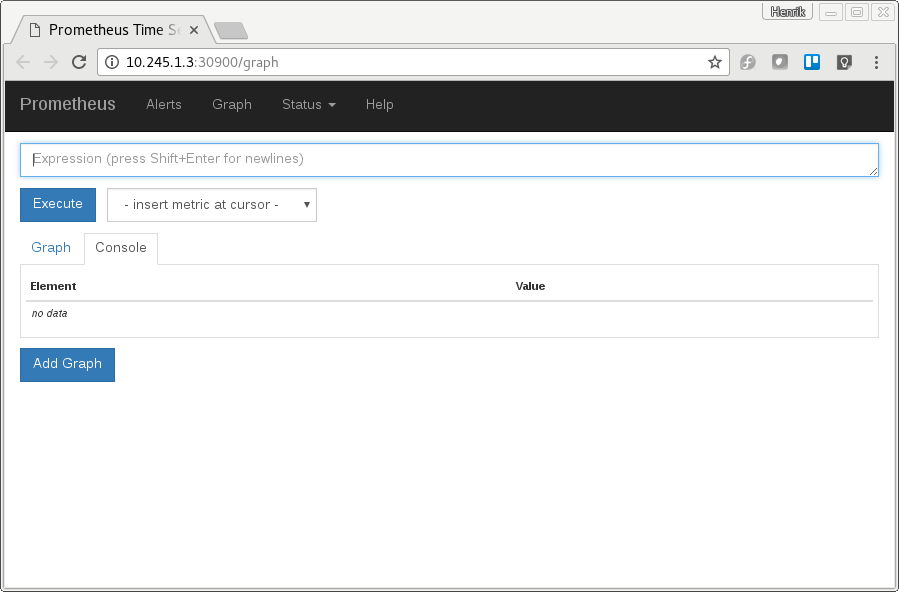 Henrik
Prometheus Time S
10.245.1.3:30900/graph
Prometheus Alerts Graph Status Help
Expression (press Shift+Enter for newlines)
Execute - insert metric at cursor -
Graph Console
Element Value
no data
Add Graph